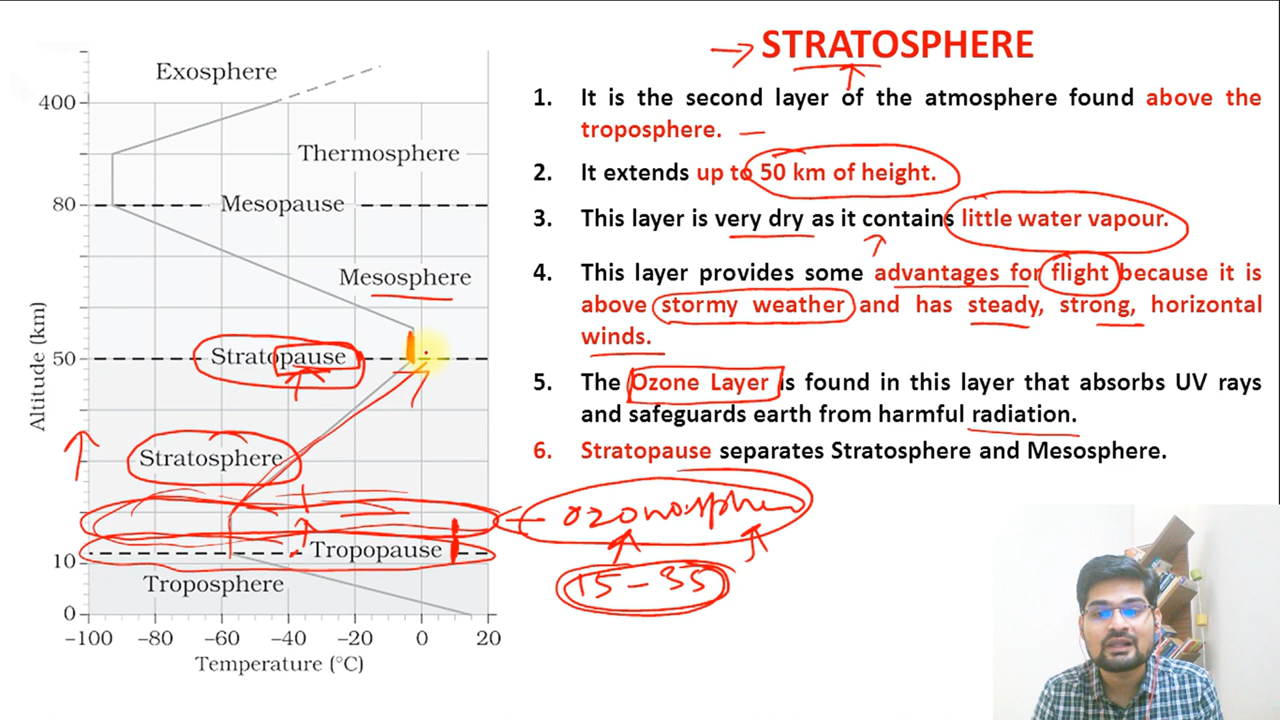 STRATOSPHERE
1. It is the second layer of the atmosphere found above the
troposphere.
2. It extends up to 50 km of height.
3. This layer is very dry as it contains little water vapour.
4. This layer provides some advantages for flight because it is
above stormy weather and has steady, strong, horizontal
winds.
5. The Ozone Layer is found in this layer that absorbs UV rays
and safeguards earth from harmful radiation.
6. Stratopause separates Stratosphere and Mesosphere.
ozonosphere
15-35
Exosphere
400
Thermosphere
80
Mesopause
Mesosphere
50
Stratopause
Stratosphere
Tropopause
10
Troposphere
0
-100 -80 -60 -40 -20 0 20
Temperature (°C)
Altitude (km)